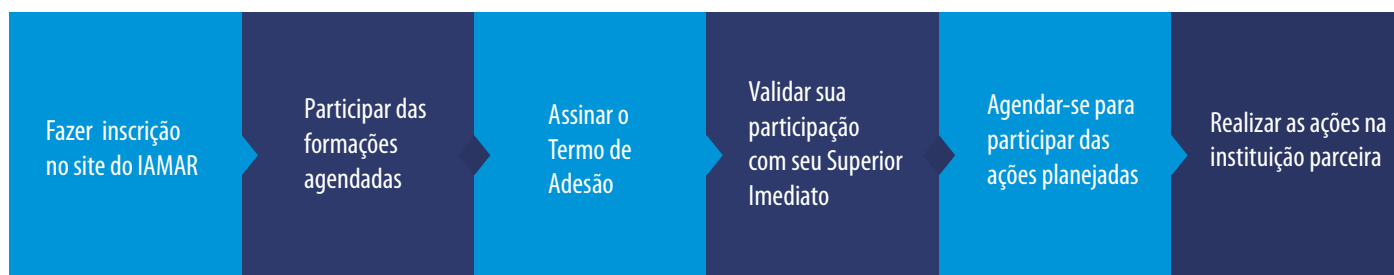 Fazer inscrição
no site do IAMAR
Participar das
formações
agendadas
Assinar o
Termo de
Adesão
Validar sua
participação
com seu Superior
Imediato
Agendar-se para
participar das
ações planejadas
Realizar as ações na
instituição parceira